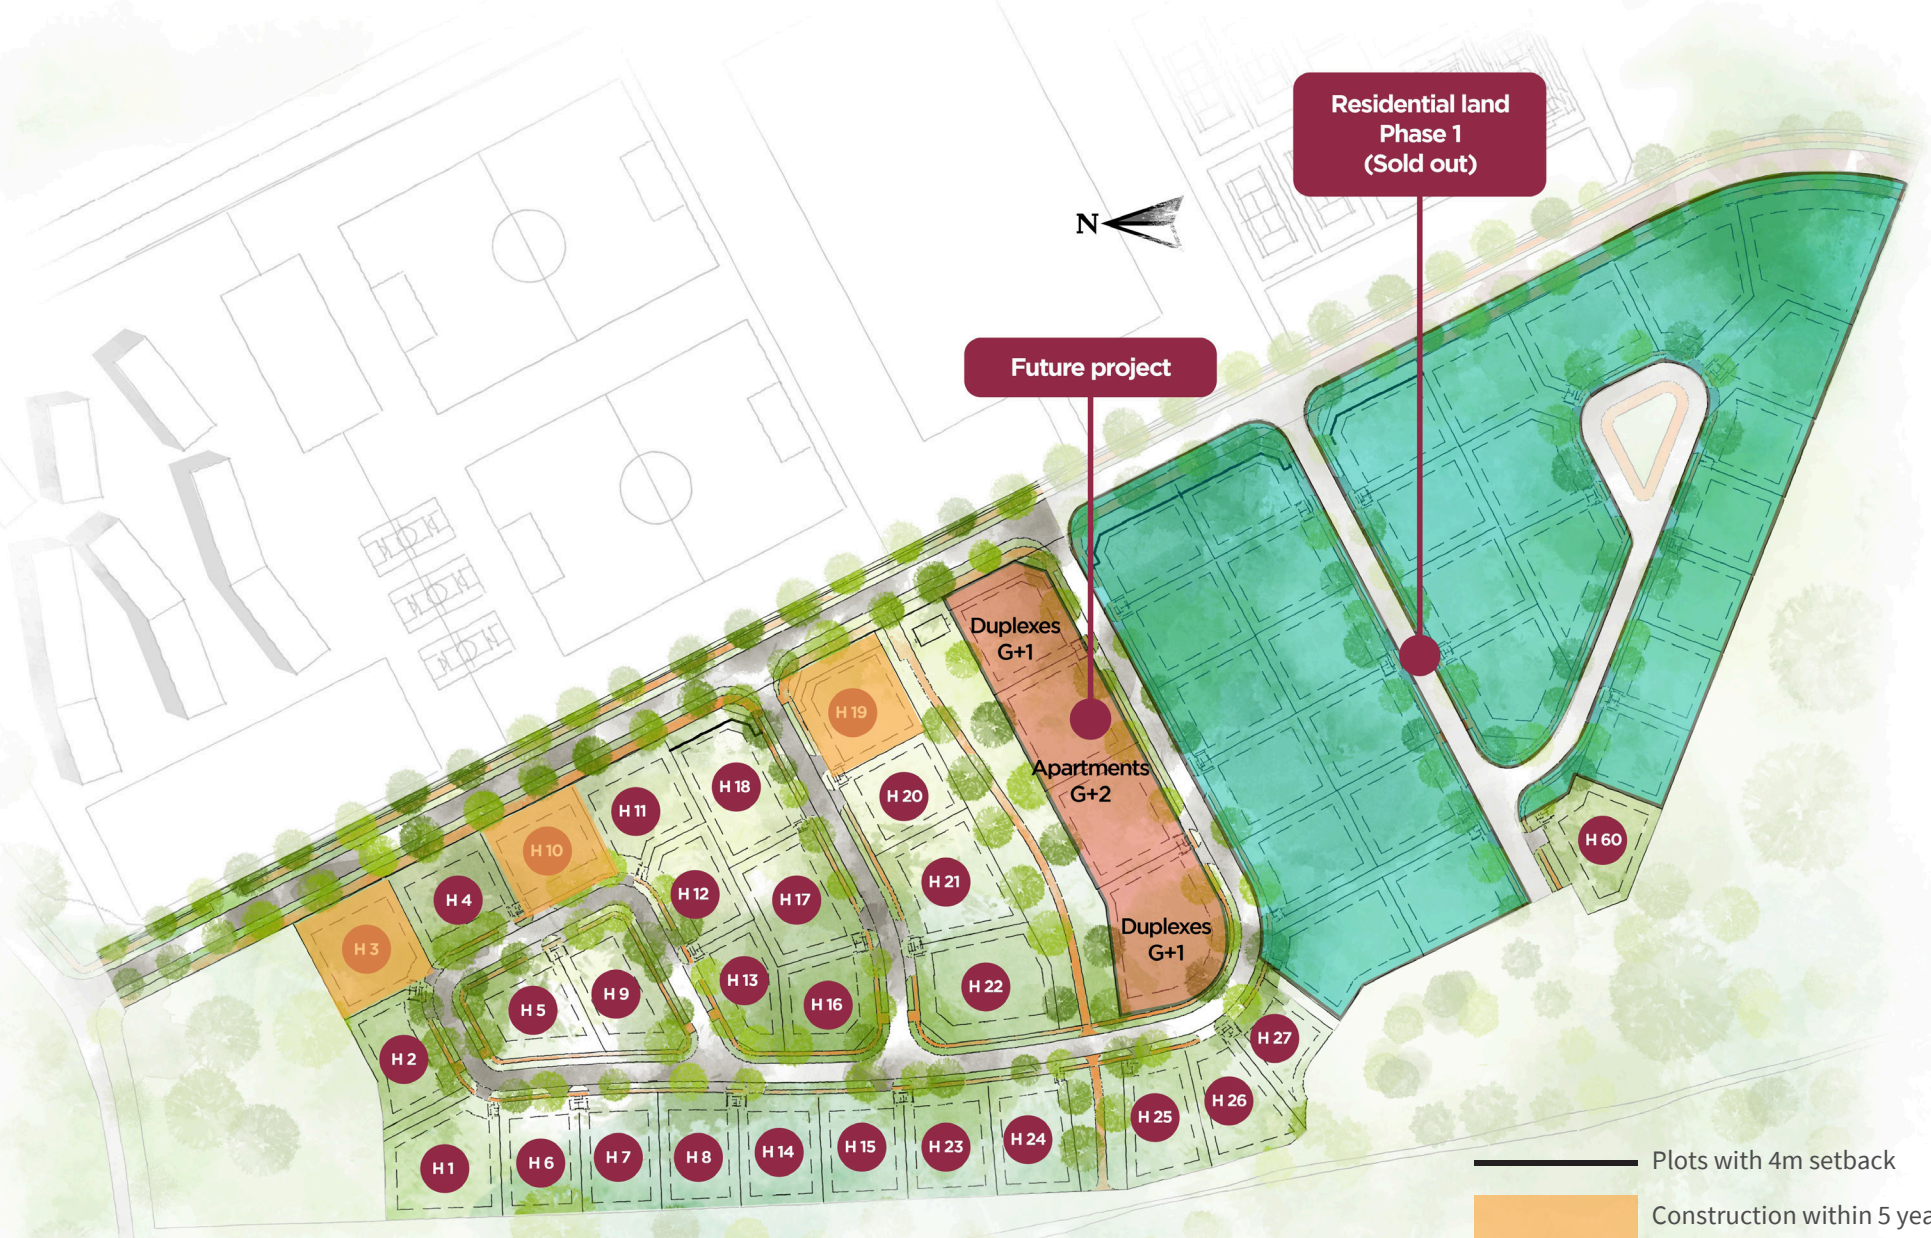 Residential land
Phase 1
(Sold out)
N
Future project
Duplexes
G+1
H 19
Apartments
G+2
H 18
H 20
H 11
H 10
H 21
H 12
H 17
H 4
Duplexes
G+1
H 3
H 60
H 13
H 22
H 9
H 16
H 5
H 27
H 2
H 26
H 25
H 24
H 23
H 15
H 14
H 8
H 7
H 6
H 1
Plots with 4m setback
Construction within 5 yea